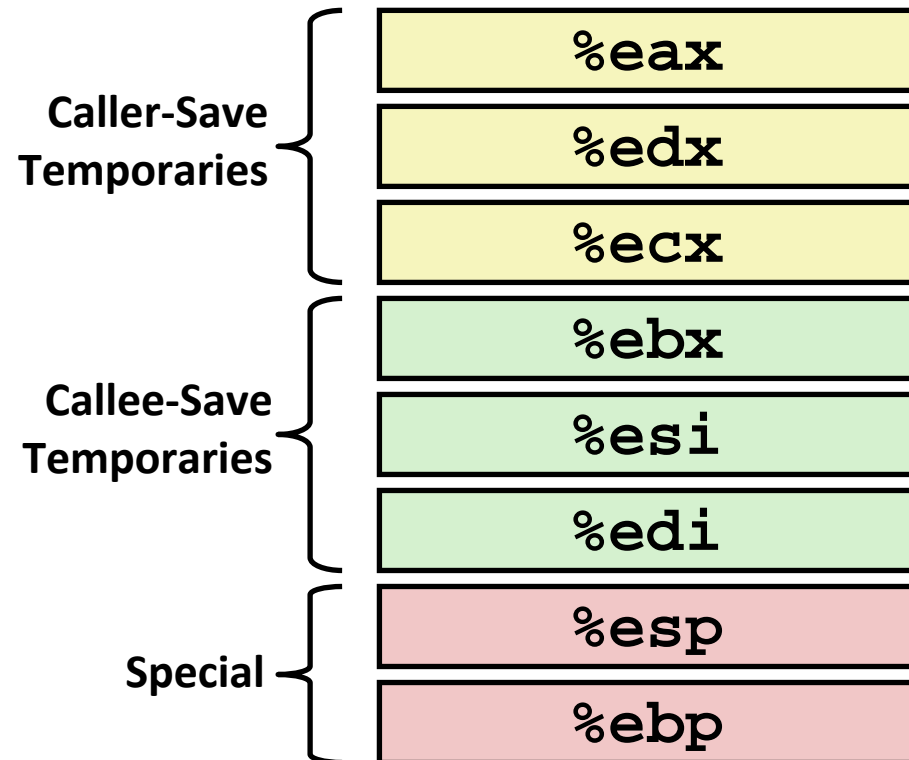 Caller-Save
Temporaries
%eax
%edx
%ecx
Callee-Save
Temporaries
%ebx
%esi
%edi
Special
%esp
%ebp